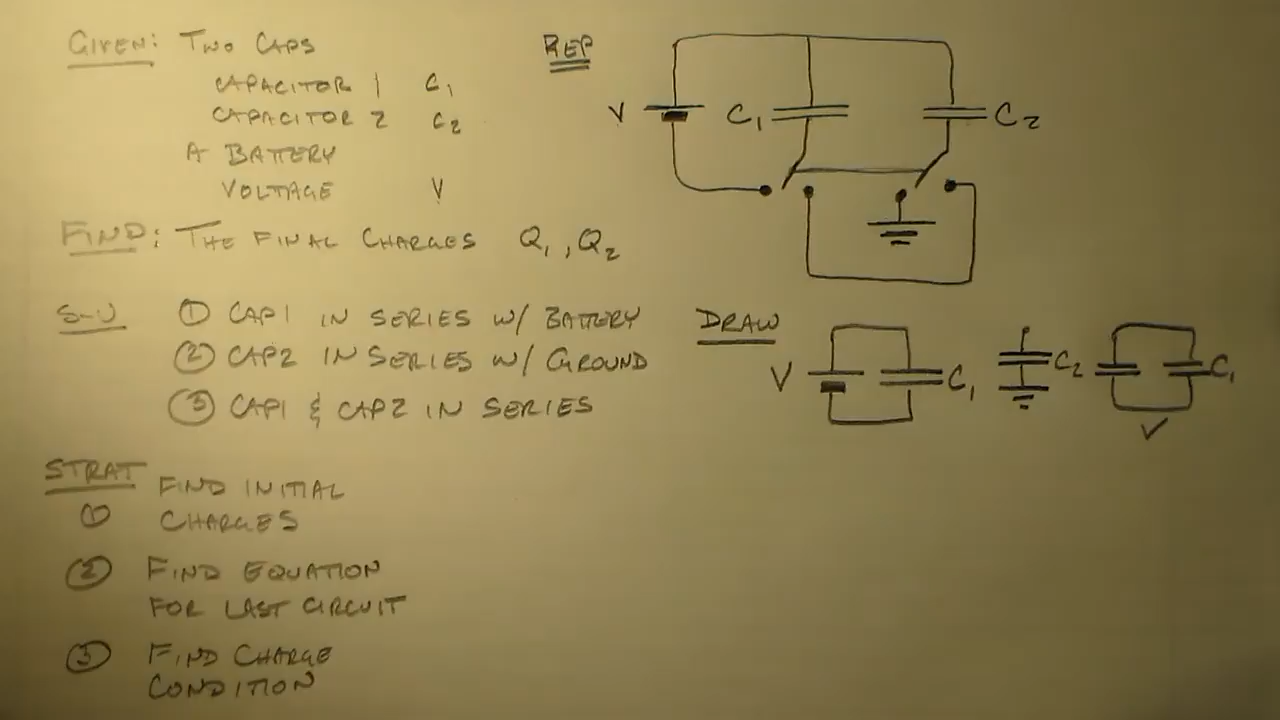 GIVEN: TWO CAPS
CAPACITOR 1 C1
CAPACITOR 2 C2
A BATTERY
VOLTAGE V
FIND: THE FINAL CHARGES Q1, Q2
S-U ① CAP1 IN SERIES W/ BATTERY
② CAP2 IN SERIES W/ GROUND
③ CAP1 & CAP2 IN SERIES
STRAT
① FIND INITIAL
CHARGES
② FIND EQUATION
FOR LAST CIRCUIT
③ FIND CHARGE
CONDITION
REP
V C1 C2
DRAW
V C1 C2 C1
V